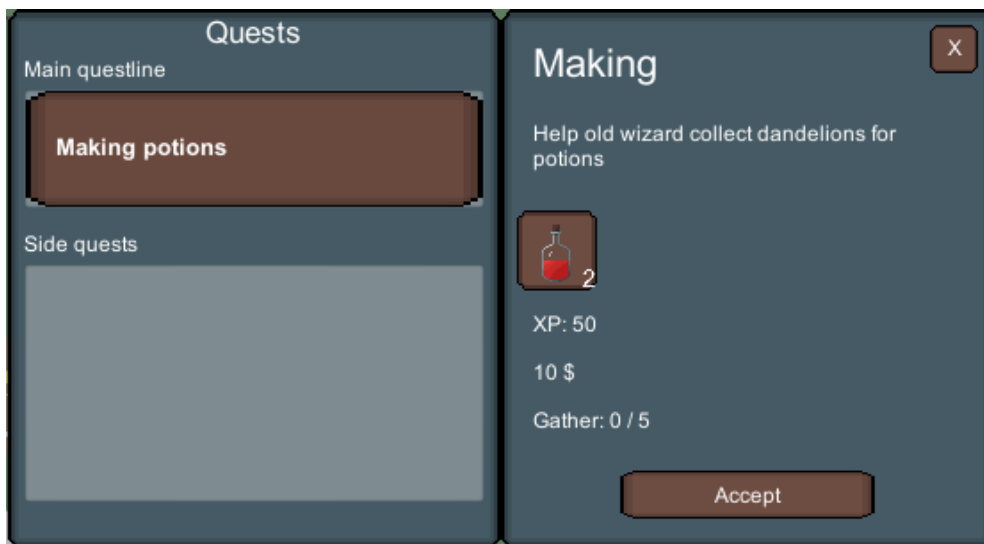 Quests
Main questline
Making potions
Side quests
Making
X
Help old wizard collect dandelions for
potions
2
XP: 50
10 $
Gather: 0 / 5
Accept